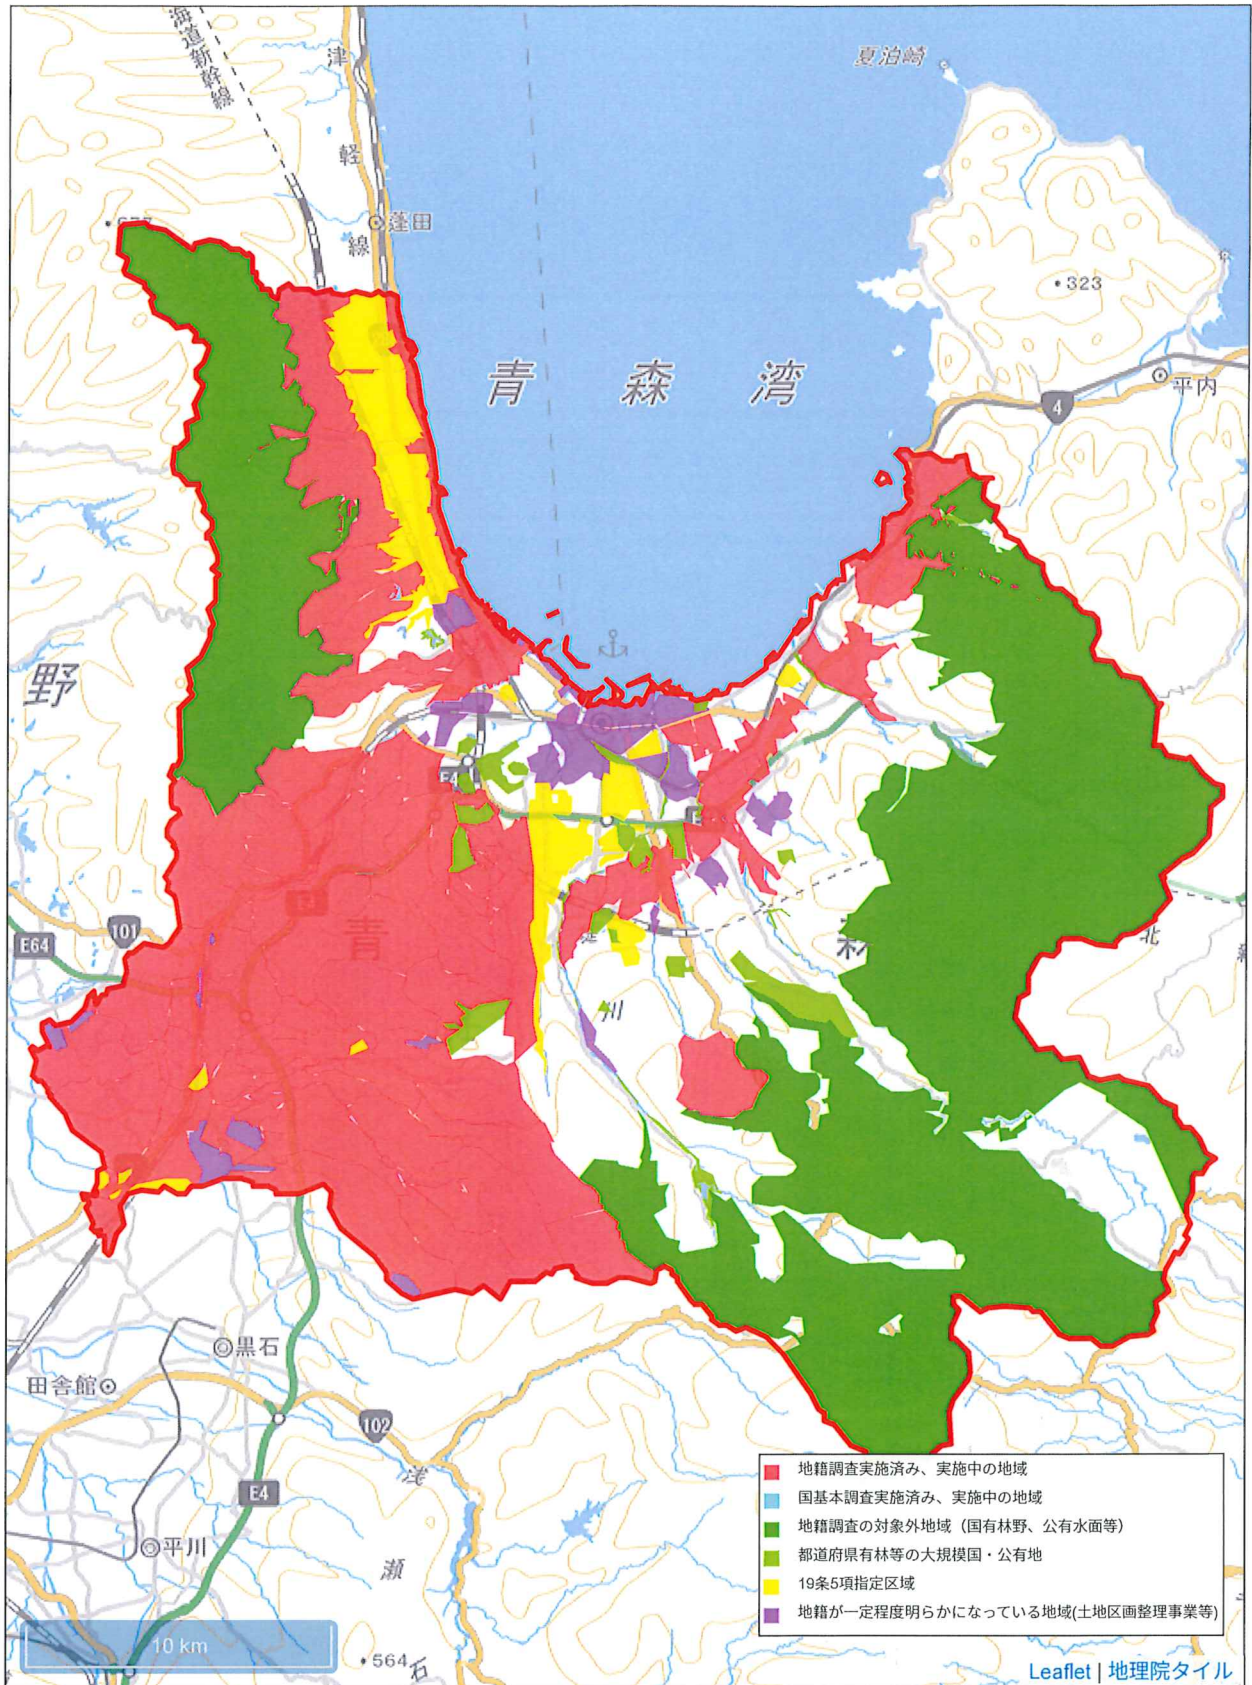 海道新幹線
津
軽
線
蓬田
夏泊崎
323
平内
4
青森湾
野
青
森
北
川
101
E64
黒石
田舎館
102
E4
浅
瀬
石
平川
564
10 km
地籍調査実施済み、実施中の地域
国基本調査実施済み、実施中の地域
地籍調査の対象外地域（国有林野、公有水面等）
都道府県有林等の大規模国・公有地
19条5項指定区域
地籍が一定程度明らかになっている地域(土地区画整理事業等)
Leaflet | 地理院タイル